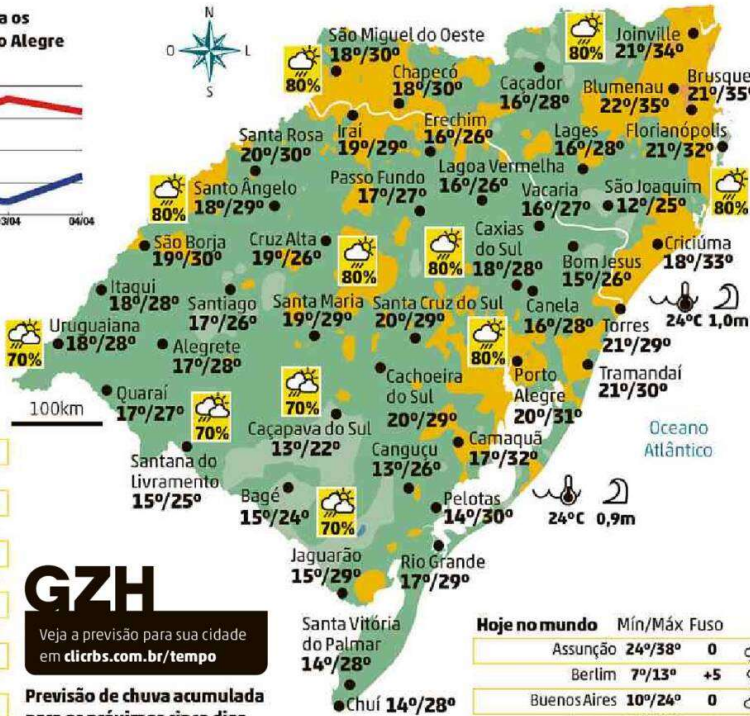 a os
o Alegre
3/04
04/04
N
O
L
S
São Miguel do Oeste
18º/30º
80%
Chapecó
18º/30º
80%
Caçador
16º/28º
Joinville
21º/34º
Blumenau
22º/35º
Brusque
21º/35º
Santa Rosa
20º/30º
Iraí
19º/29º
Erechim
16º/26º
Lages
16º/28º
Florianópolis
21º/32º
80%
Santo Ângelo
18º/29º
Passo Fundo
17º/27º
Lagoa Vermelha
16º/26º
Vacaria
16º/27º
São Joaquim
12º/25º
80%
São Borja
19º/30º
Cruz Alta
19º/26º
80%
80%
Caxias
do Sul
18º/28º
Bom Jesus
15º/26º
Criciúma
18º/33º
Itaqui
18º/28º
Santiago
17º/26º
Santa Maria
19º/29º
Santa Cruz do Sul
20º/29º
Canela
16º/28º
24ºC 1,0m
Torres
21º/29º
70%
Uruguaiana
18º/28º
Alegrete
17º/28º
80%
Porto
Alegre
20º/31º
Tramandaí
21º/30º
Quaraí
17º/27º
100km
70%
70%
Caçapava do Sul
13º/22º
Cachoeira
do Sul
20º/29º
Camaquã
17º/32º
Oceano
Atlântico
Santana do
Livramento
15º/25º
Canguçu
13º/26º
Bagé
15º/24º
70%
Pelotas
14º/30º
24ºC 0,9m
Jaguarão
15º/29º
Rio Grande
17º/29º
GZH
Veja a previsão para sua cidade
em clicrbs.com.br/tempo
Santa Vitória
do Palmar
14º/28º
Chuí 14º/28º
Previsão de chuva acumulada
Hoje no mundo Mín/Máx Fuso
Assunção 24º/38º 0
Berlim 7º/13º +5
Buenos Aires 10º/24º 0